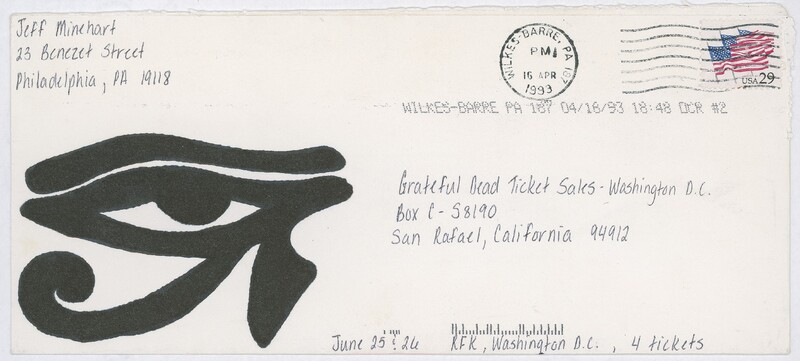 Jeff Minehart
23 Benezet Street
Philadelphia, PA 19118
WILKES-BARRE, PA 187
PM
16 APR
1993
USA 29
WILKES-BARRE PA 187 04/16/93 18:48 OCR #2
Grateful Dead Ticket Sales - Washington D.C.
Box C-S8190
San Rafael, California 94912
June 25 & 26 RFK, Washington D.C., 4 tickets